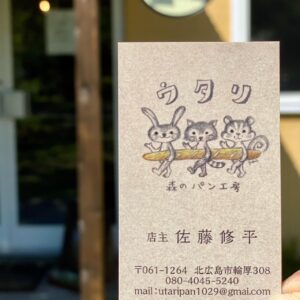 ウタリ
森のパン工房
店主 佐藤修平
〒061-1264 北広島市輪厚308
080-4045-5240
mail:utaripan1029@gmai.com